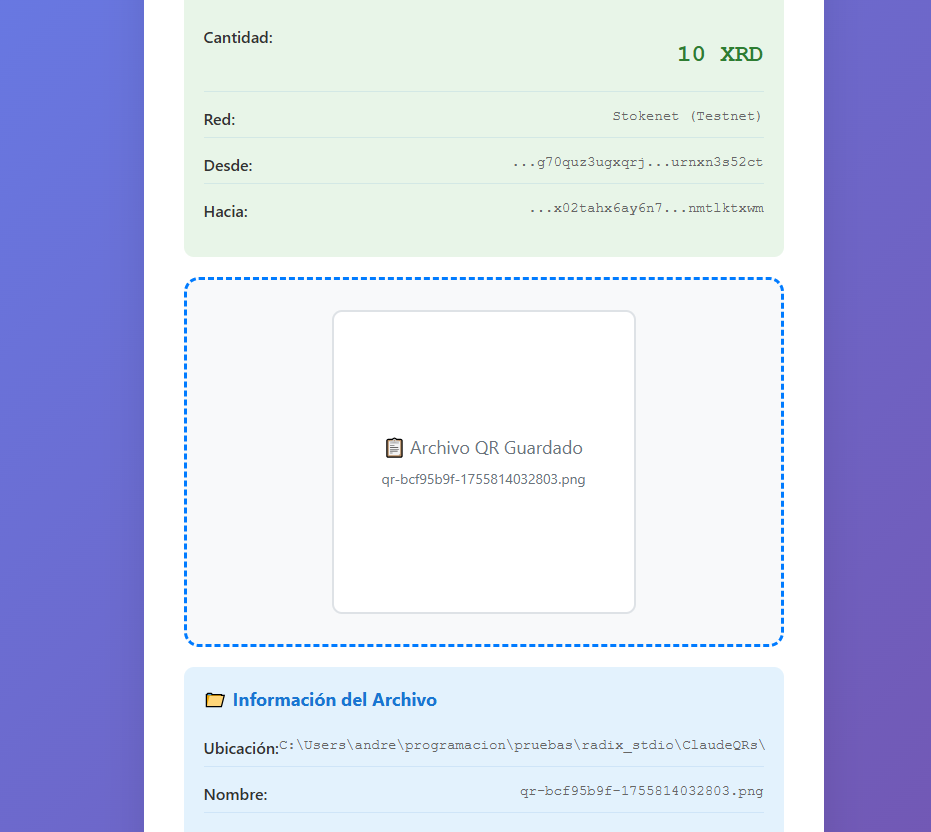 Cantidad:
10 XRD
Red:
Stokenet (Testnet)
Desde:
...g70quz3ugxqrj...urnxn3s52ct
Hacia:
...x02tahx6ay6n7...nmtlktxwm
Archivo QR Guardado
qr-bcf95b9f-1755814032803.png
Información del Archivo
Ubicación:C:\Users\andre\programacion\pruebas\radix_stdio\ClaudeQRs\
Nombre:
qr-bcf95b9f-1755814032803.png